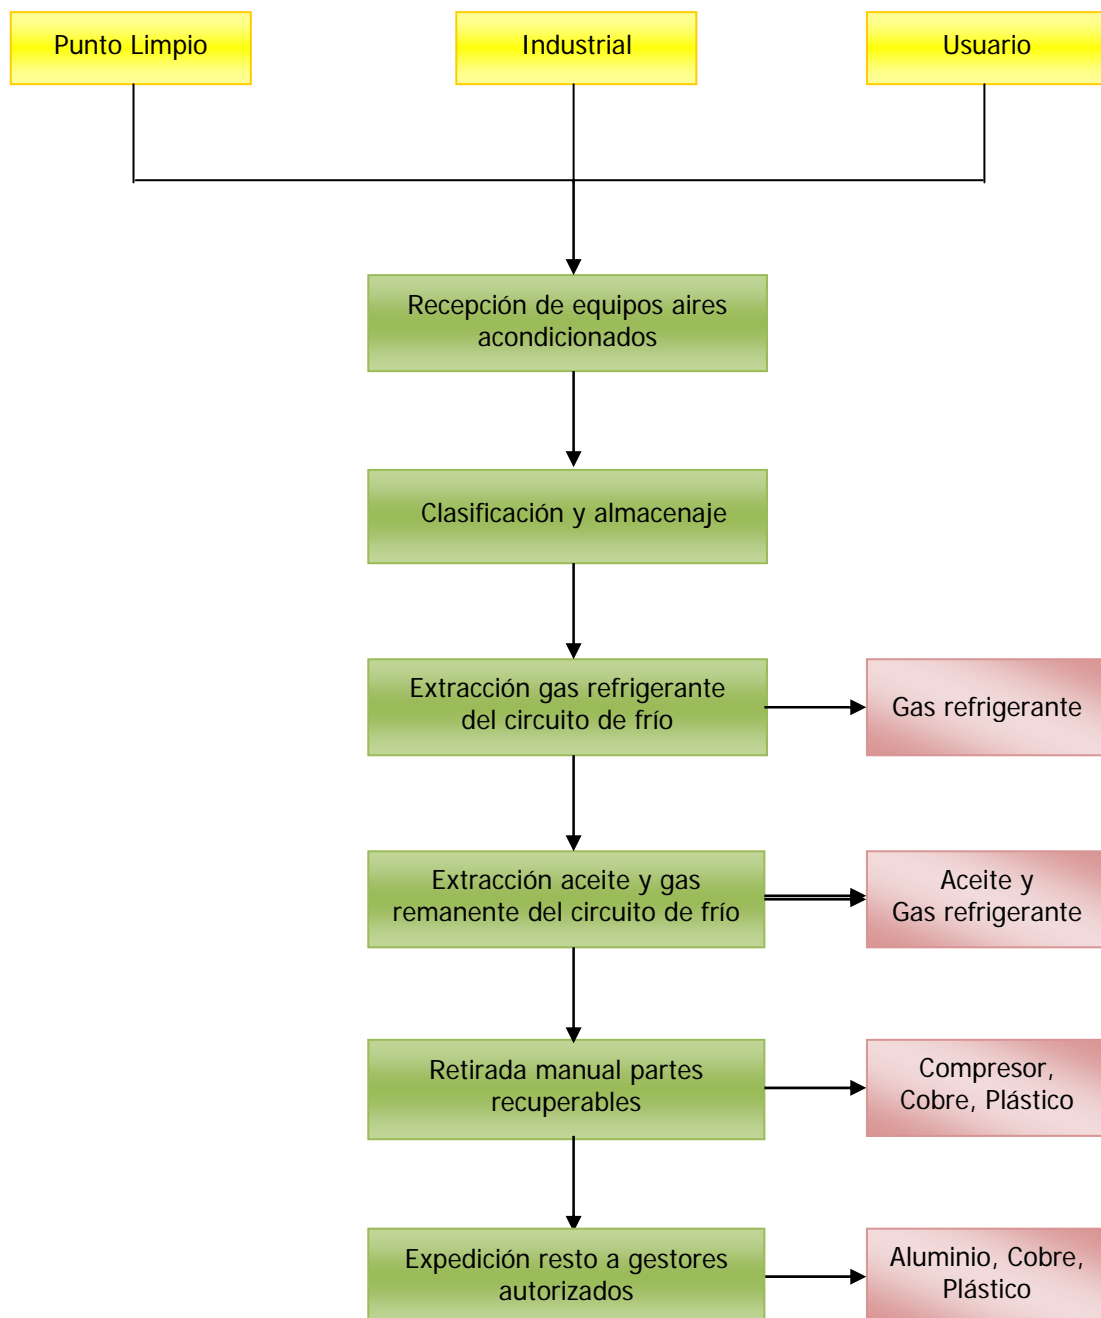 Punto Limpio
Industrial
Usuario
Recepción de equipos aires
acondicionados
Clasificación y almacenaje
Extracción gas refrigerante
del circuito de frío
Gas refrigerante
Extracción aceite y gas
remanente del circuito de frío
Aceite y
Gas refrigerante
Retirada manual partes
recuperables
Compresor,
Cobre, Plástico
Expedición resto a gestores
autorizados
Aluminio, Cobre,
Plástico